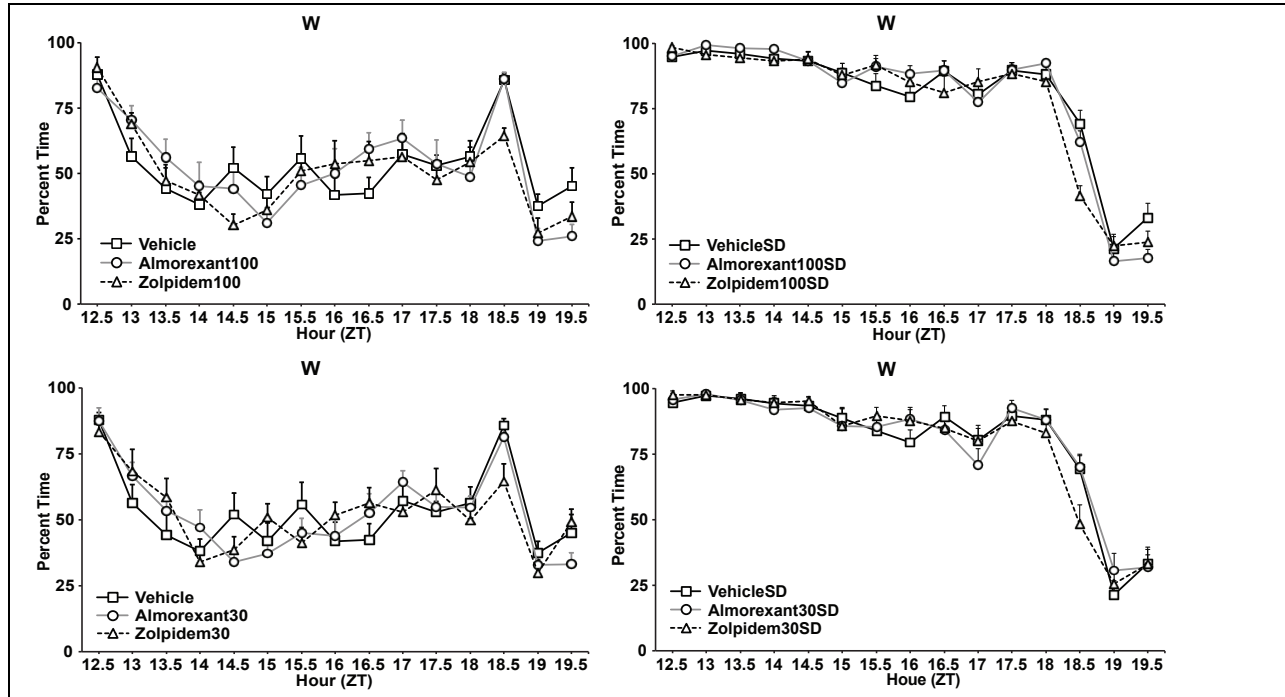 W
100
75
50
25
0
Percent Time
Vehicle
Almorexant100
Zolpidem100
12.5 13 13.5 14 14.5 15 15.5 16 16.5 17 17.5 18 18.5 19 19.5
Hour (ZT)
W
100
75
50
25
0
Percent Time
VehicleSD
Almorexant100SD
Zolpidem100SD
12.5 13 13.5 14 14.5 15 15.5 16 16.5 17 17.5 18 18.5 19 19.5
Hour (ZT)
W
100
75
50
25
0
Percent Time
Vehicle
Almorexant30
Zolpidem30
12.5 13 13.5 14 14.5 15 15.5 16 16.5 17 17.5 18 18.5 19 19.5
Hour (ZT)
W
100
75
50
25
0
Percent Time
VehicleSD
Almorexant30SD
Zolpidem30SD
12.5 13 13.5 14 14.5 15 15.5 16 16.5 17 17.5 18 18.5 19 19.5
Houe (ZT)